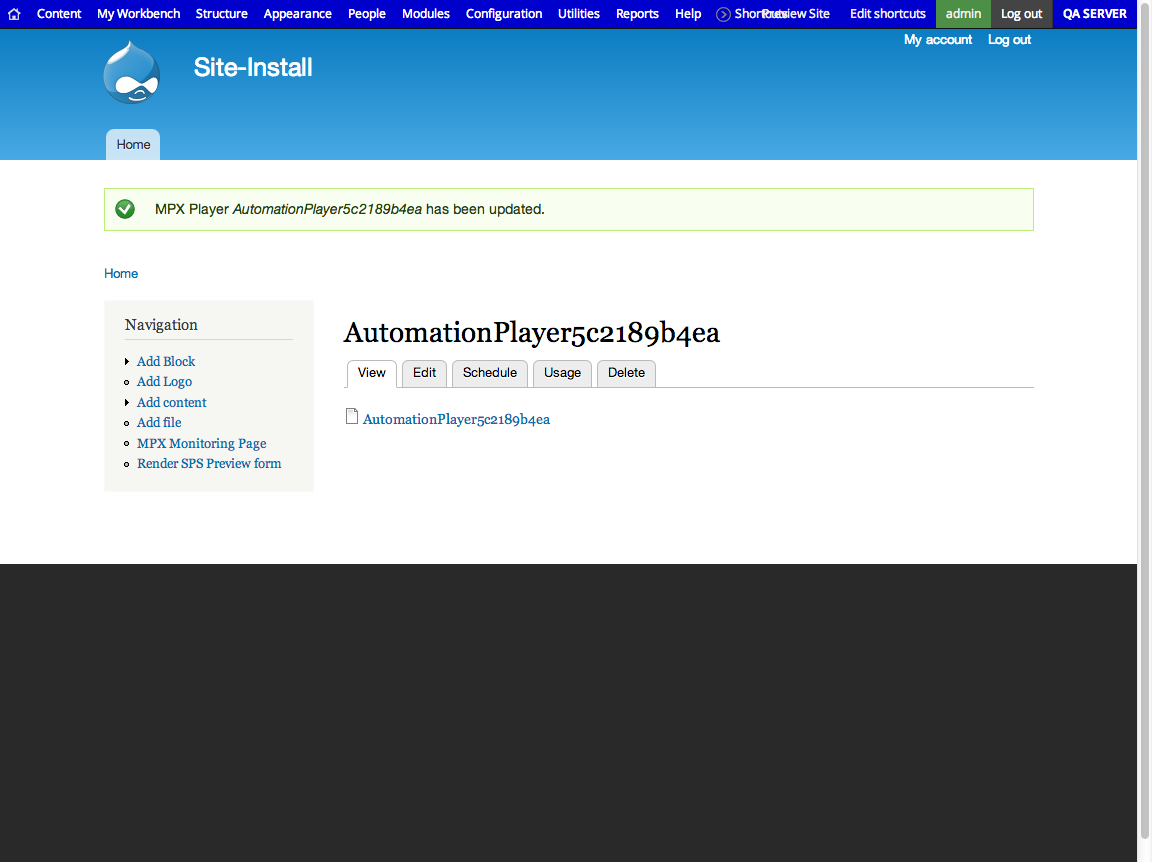 Content My Workbench Structure Appearance People Modules Configuration Utilities Reports Help Shortcuts Preview Site Edit shortcuts admin Log out QA SERVER
My account Log out
Site-Install
Home
MPX Player AutomationPlayer5c2189b4ea has been updated.
Home
Navigation
Add Block
Add Logo
Add content
Add file
MPX Monitoring Page
Render SPS Preview form
AutomationPlayer5c2189b4ea
View Edit Schedule Usage Delete
AutomationPlayer5c2189b4ea